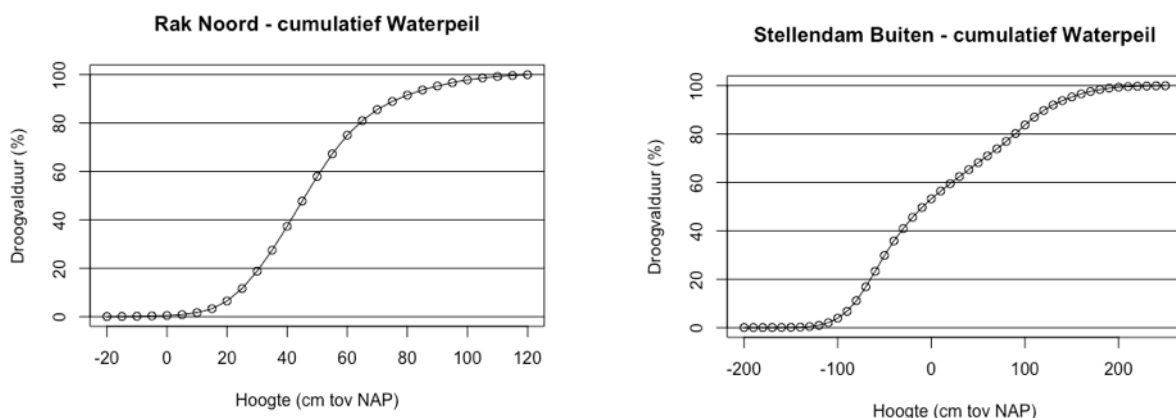 Rak Noord - cumulatief Waterpeil
Droogvalduur (%)
100
80
60
40
20
0
-20 0 20 40 60 80 100 120
Hoogte (cm tov NAP)
Stellendam Buiten - cumulatief Waterpeil
Droogvalduur (%)
100
80
60
40
20
0
-200 -100 0 100 200
Hoogte (cm tov NAP)